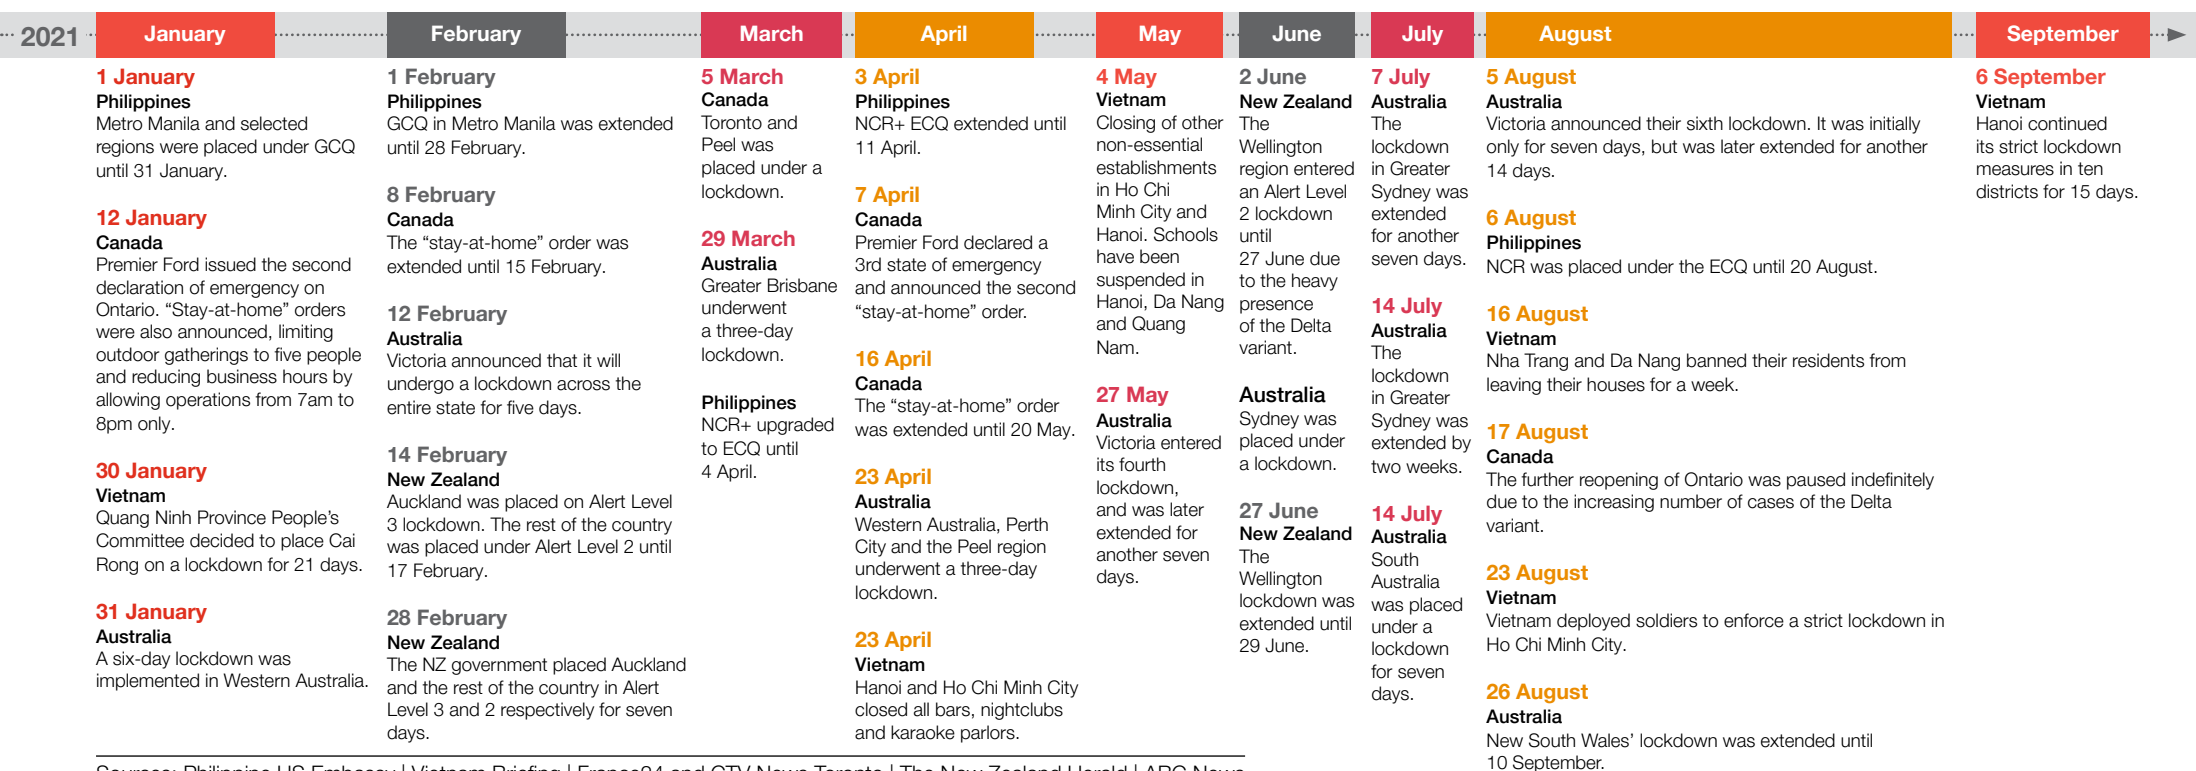 2021
January
February
March
April
May
June
July
August
September
1 January
Philippines
Metro Manila and selected
regions were placed under GCQ
until 31 January.
12 January
Canada
Premier Ford issued the second
declaration of emergency on
Ontario. “Stay-at-home” orders
were also announced, limiting
outdoor gatherings to five people
and reducing business hours by
allowing operations from 7am to
8pm only.
30 January
Vietnam
Quang Ninh Province People’s
Committee decided to place Cai
Rong on a lockdown for 21 days.
31 January
Australia
A six-day lockdown was
implemented in Western Australia.
1 February
Philippines
GCQ in Metro Manila was extended
until 28 February.
8 February
Canada
The “stay-at-home” order was
extended until 15 February.
12 February
Australia
Victoria announced that it will
undergo a lockdown across the
entire state for five days.
14 February
New Zealand
Auckland was placed on Alert Level
3 lockdown. The rest of the country
was placed under Alert Level 2 until
17 February.
28 February
New Zealand
The NZ government placed Auckland
and the rest of the country in Alert
Level 3 and 2 respectively for seven
days.
5 March
Canada
Toronto and
Peel was
placed under a
lockdown.
29 March
Australia
Greater Brisbane
underwent
a three-day
lockdown.
Philippines
NCR+ upgraded
to ECQ until
4 April.
3 April
Philippines
NCR+ ECQ extended until
11 April.
7 April
Canada
Premier Ford declared a
3rd state of emergency
and announced the second
“stay-at-home” order.
16 April
Canada
The “stay-at-home” order
was extended until 20 May.
23 April
Australia
Western Australia, Perth
City and the Peel region
underwent a three-day
lockdown.
23 April
Vietnam
Hanoi and Ho Chi Minh City
closed all bars, nightclubs
and karaoke parlors.
4 May
Vietnam
Closing of other
non-essential
establishments
in Ho Chi
Minh City and
Hanoi. Schools
have been
suspended in
Hanoi, Da Nang
and Quang
Nam.
27 May
Australia
Victoria entered
its fourth
lockdown,
and was later
extended for
another seven
days.
2 June
New Zealand
The
Wellington
region entered
an Alert Level
2 lockdown
until
27 June due
to the heavy
presence
of the Delta
variant.
Australia
Sydney was
placed under
a lockdown.
27 June
New Zealand
The
Wellington
lockdown was
extended until
29 June.
7 July
Australia
The
lockdown
in Greater
Sydney was
extended
for another
seven days.
14 July
Australia
The
lockdown
in Greater
Sydney was
extended by
two weeks.
14 July
Australia
South
Australia
was placed
under a
lockdown
for seven
days.
5 August
Australia
Victoria announced their sixth lockdown. It was initially
only for seven days, but was later extended for another
14 days.
6 August
Philippines
NCR was placed under the ECQ until 20 August.
16 August
Vietnam
Nha Trang and Da Nang banned their residents from
leaving their houses for a week.
17 August
Canada
The further reopening of Ontario was paused indefinitely
due to the increasing number of cases of the Delta
variant.
23 August
Vietnam
Vietnam deployed soldiers to enforce a strict lockdown in
Ho Chi Minh City.
26 August
Australia
New South Wales’ lockdown was extended until
10 September.
6 September
Vietnam
Hanoi continued
its strict lockdown
measures in ten
districts for 15 days.
Sources: Philippine US Embassy | Vietnam Briefing | France24 and CTV News Toronto | The New Zealand Herald | ABC News